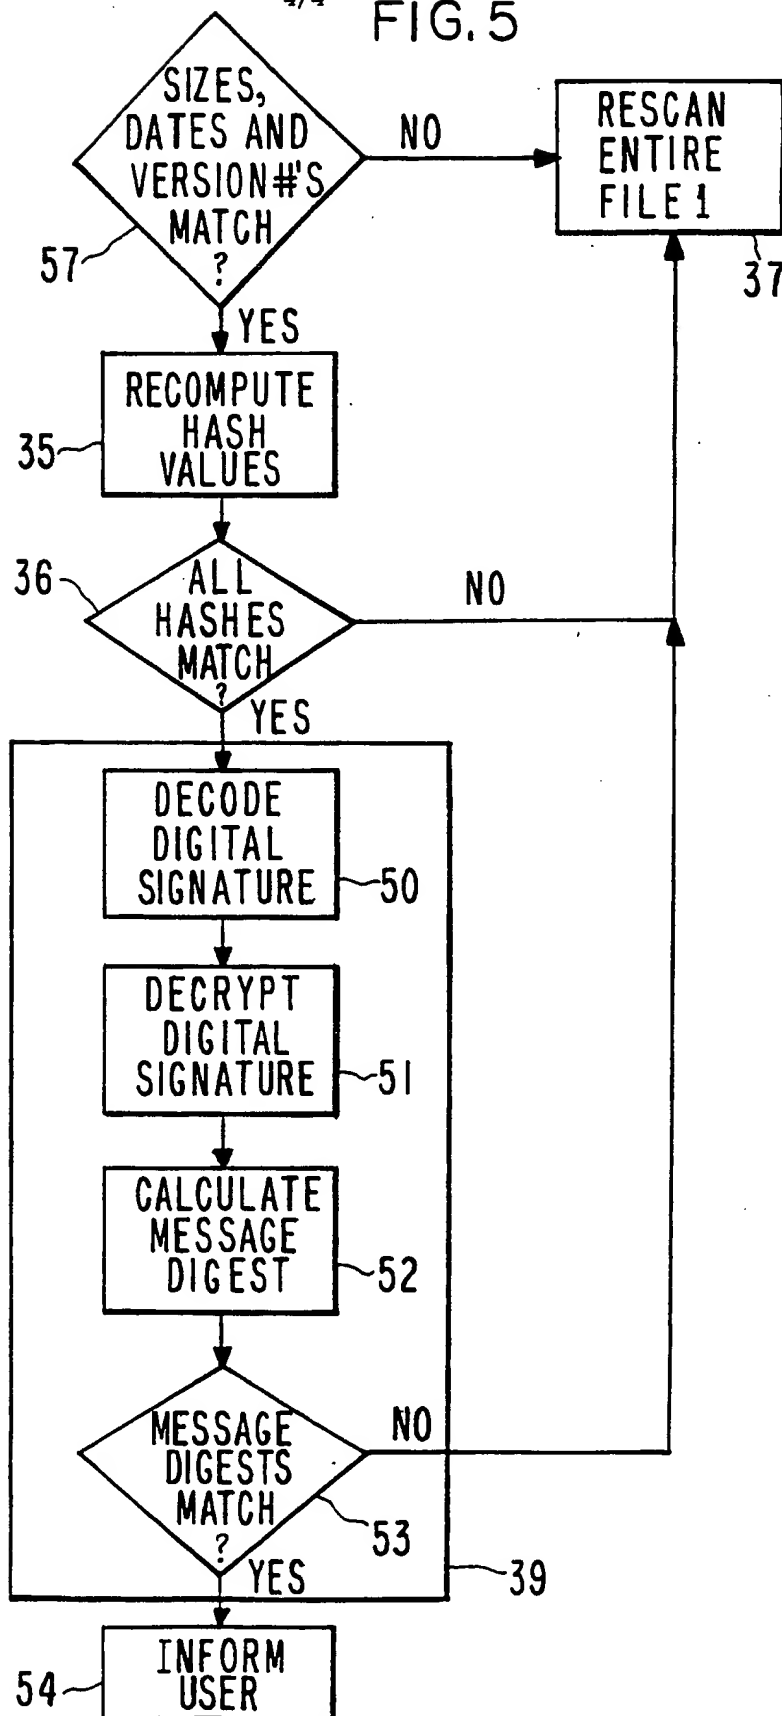 4/4
FIG. 5
SIZES,
DATES AND
VERSION#'S
MATCH
?
57
NO
RESCAN
ENTIRE
FILE 1
37
YES
RECOMPUTE
HASH
VALUES
35
36
ALL
HASHES
MATCH
?
NO
YES
DECODE
DIGITAL
SIGNATURE
50
DECRYPT
DIGITAL
SIGNATURE
51
CALCULATE
MESSAGE
DIGEST
52
MESSAGE
DIGESTS
MATCH
?
NO
53
YES
39
INFORM
USER
54